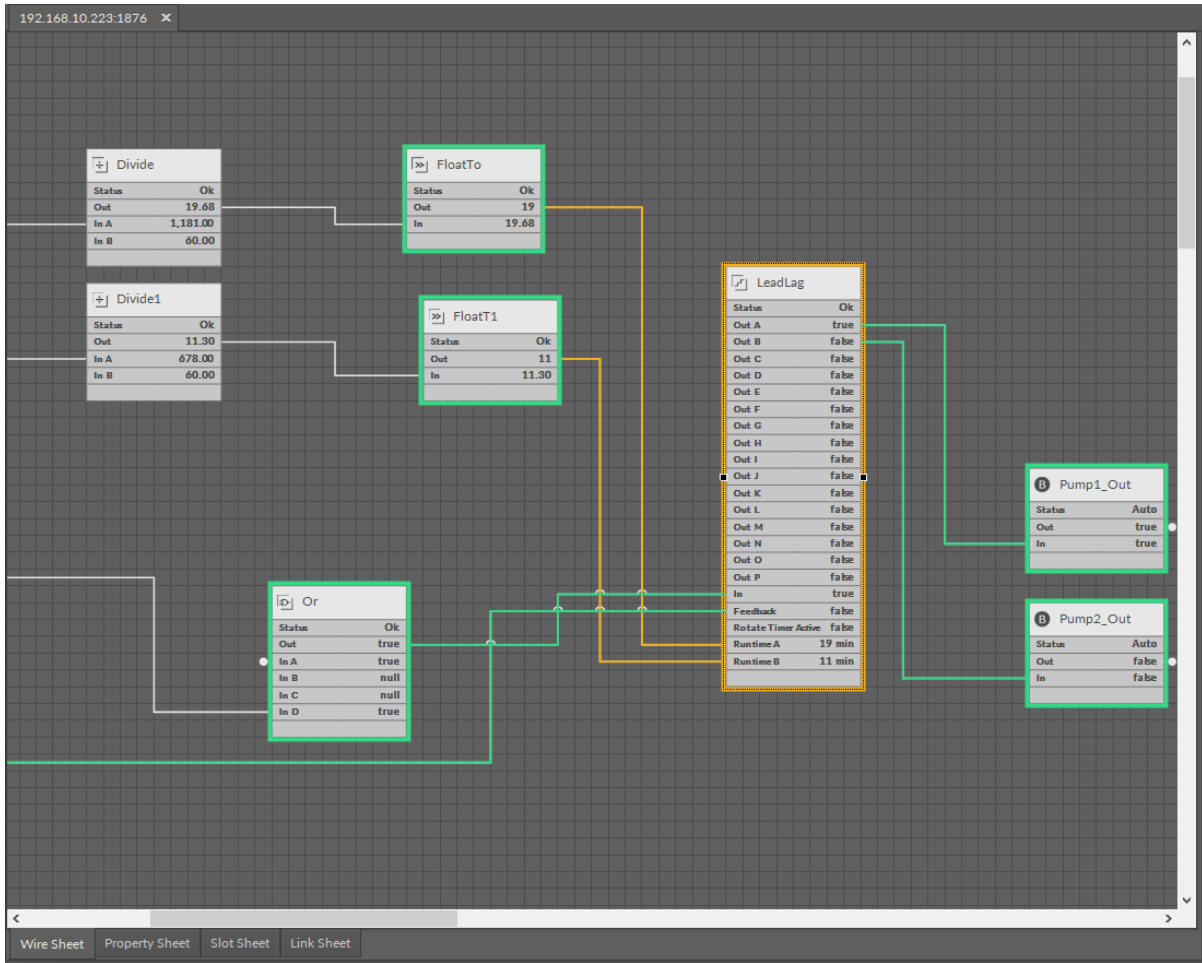 192.168.10.223:1876 ×
Divide
Status Ok
Out 19.68
In A 1,181.00
In B 60.00
FloatTo
Status Ok
Out 19
In 19.68
Divide1
Status Ok
Out 11.30
In A 678.00
In B 60.00
FloatT1
Status Ok
Out 11
In 11.30
LeadLag
Status Ok
Out A true
Out B false
Out C false
Out D false
Out E false
Out F false
Out G false
Out H false
Out I false
Out J false
Out K false
Out L false
Out M false
Out N false
Out O false
Out P false
In true
Feedback false
Rotate Timer Active false
Runtime A 19 min
Runtime B 11 min
B Pump1_Out
Status Auto
Out true
In true
Or
Status Ok
Out true
In A true
In B null
In C null
In D true
B Pump2_Out
Status Auto
Out false
In false
Wire Sheet Property Sheet Slot Sheet Link Sheet